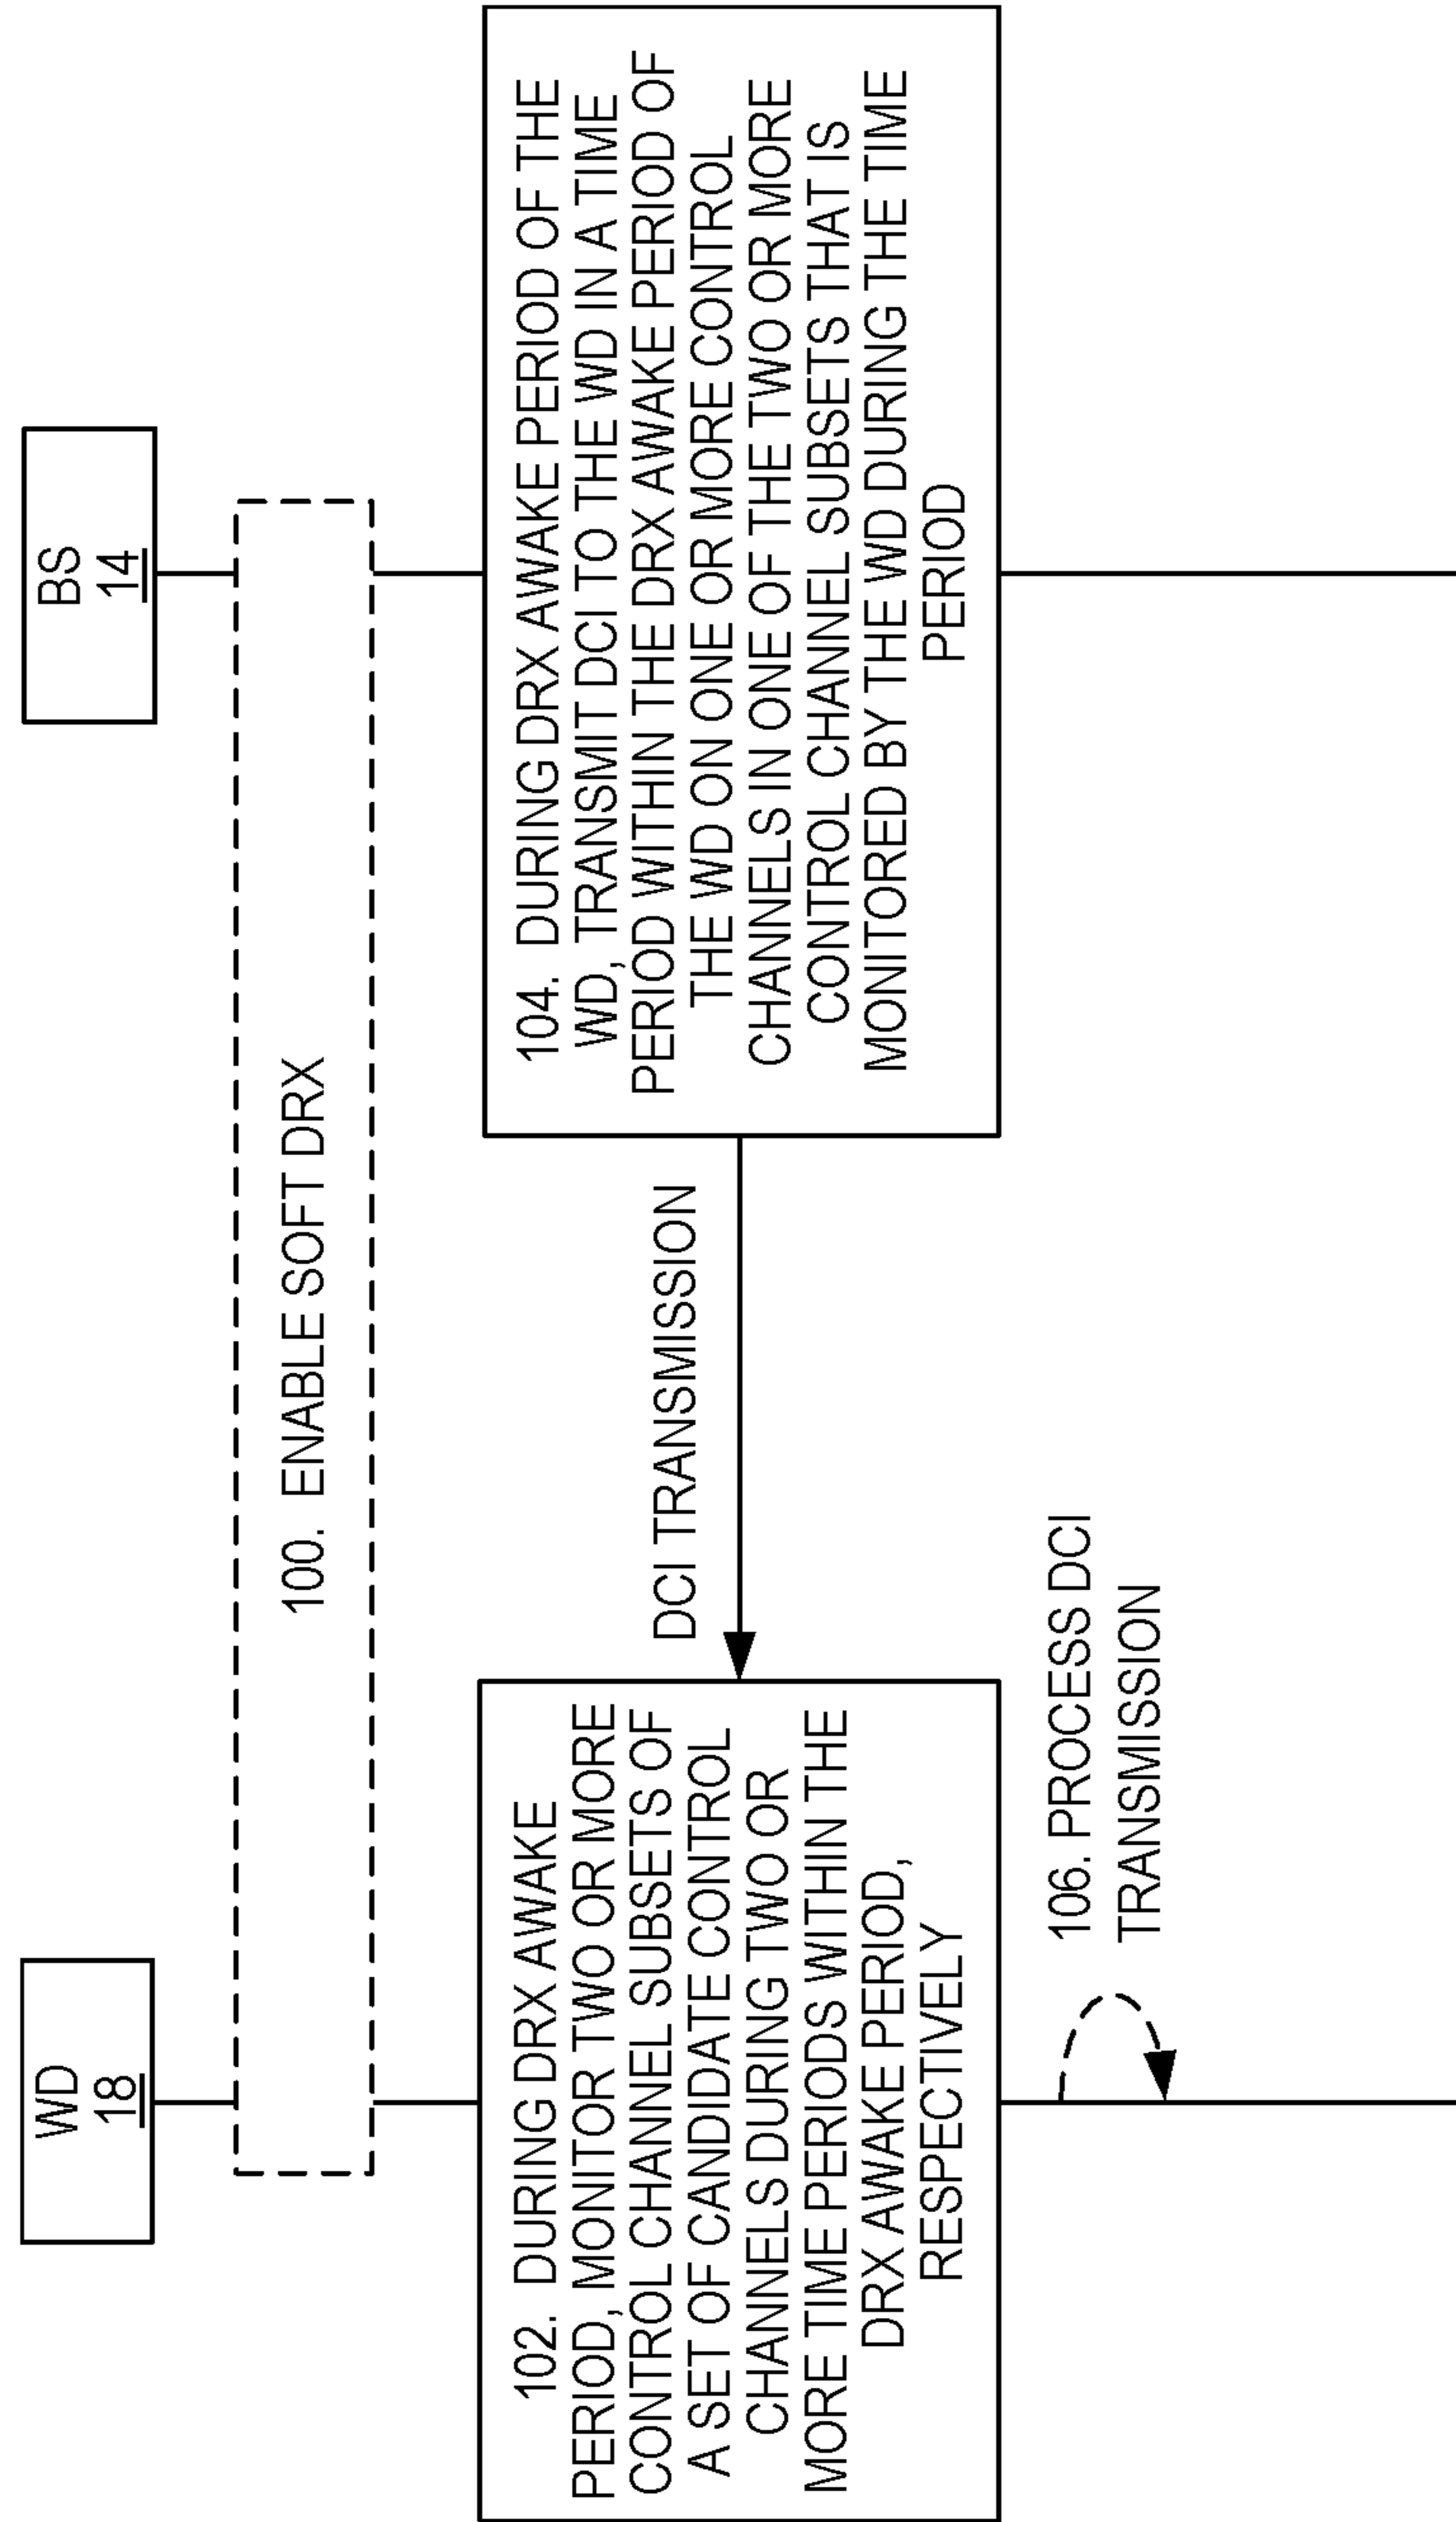 WD
18
BS
14
100. ENABLE SOFT DRX
102. DURING DRX AWAKE
PERIOD, MONITOR TWO OR MORE
CONTROL CHANNEL SUBSETS OF
A SET OF CANDIDATE CONTROL
CHANNELS DURING TWO OR
MORE TIME PERIODS WITHIN THE
DRX AWAKE PERIOD,
RESPECTIVELY
DCI TRANSMISSION
104. DURING DRX AWAKE PERIOD OF THE
WD, TRANSMIT DCI TO THE WD IN A TIME
PERIOD WITHIN THE DRX AWAKE PERIOD OF
THE WD ON ONE OR MORE CONTROL
CHANNELS IN ONE OF THE TWO OR MORE
CONTROL CHANNEL SUBSETS THAT IS
MONITORED BY THE WD DURING THE TIME
PERIOD
106. PROCESS DCI
TRANSMISSION